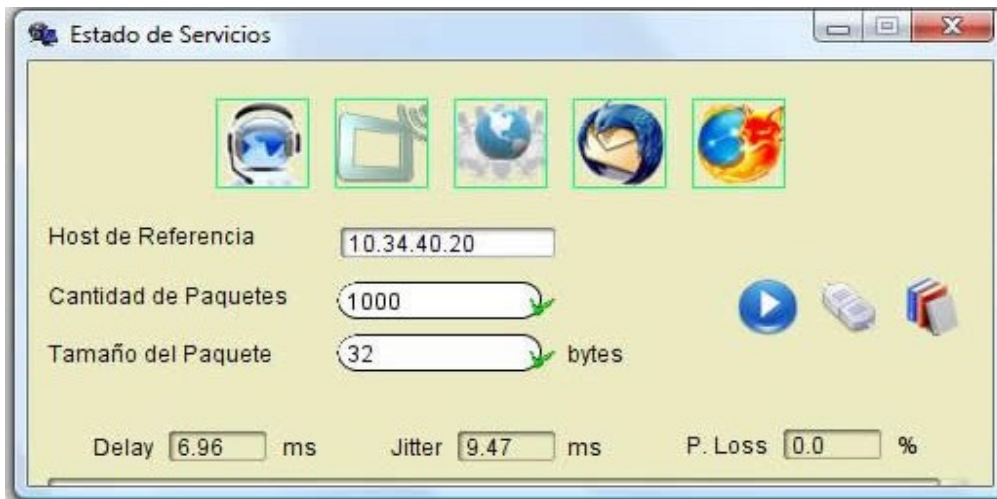 Estado de Servicios
Host de Referencia 10.34.40.20
Cantidad de Paquetes 1000
Tamaño del Paquete 32 bytes
Delay 6.96 ms Jitter 9.47 ms P. Loss 0.0 %